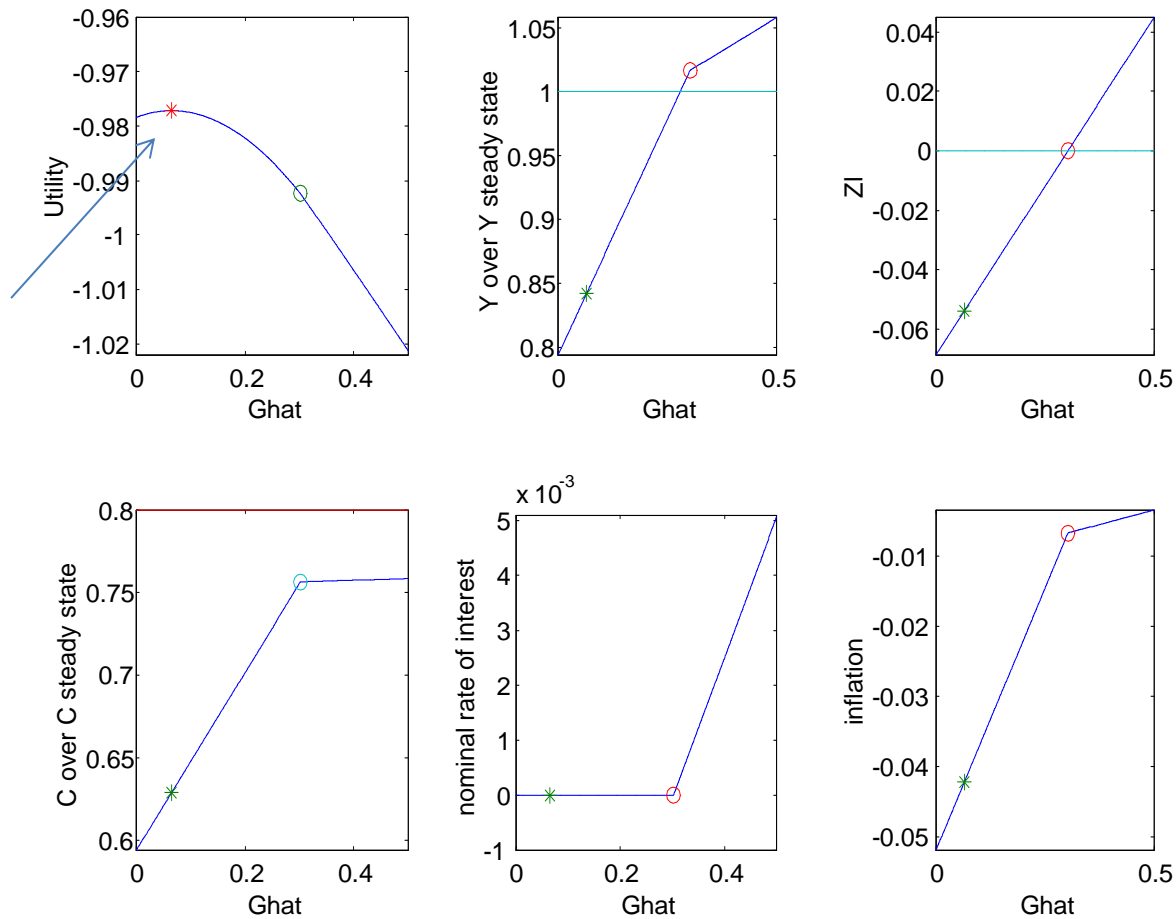 -0.96
-0.97
-0.98
-0.99
-1
-1.01
-1.02
Utility
0 0.2 0.4
Ghat
1.05
1
0.95
0.9
0.85
0.8
Y over Y steady state
0 0.5
Ghat
0.04
0.02
0
-0.02
-0.04
-0.06
ZI
0 0.5
Ghat
0.8
0.75
0.7
0.65
0.6
C over C steady state
0 0.2 0.4
Ghat
x 10-3
5
4
3
2
1
0
-1
nominal rate of interest
0 0.2 0.4
Ghat
-0.01
-0.02
-0.03
-0.04
-0.05
inflation
0 0.5
Ghat